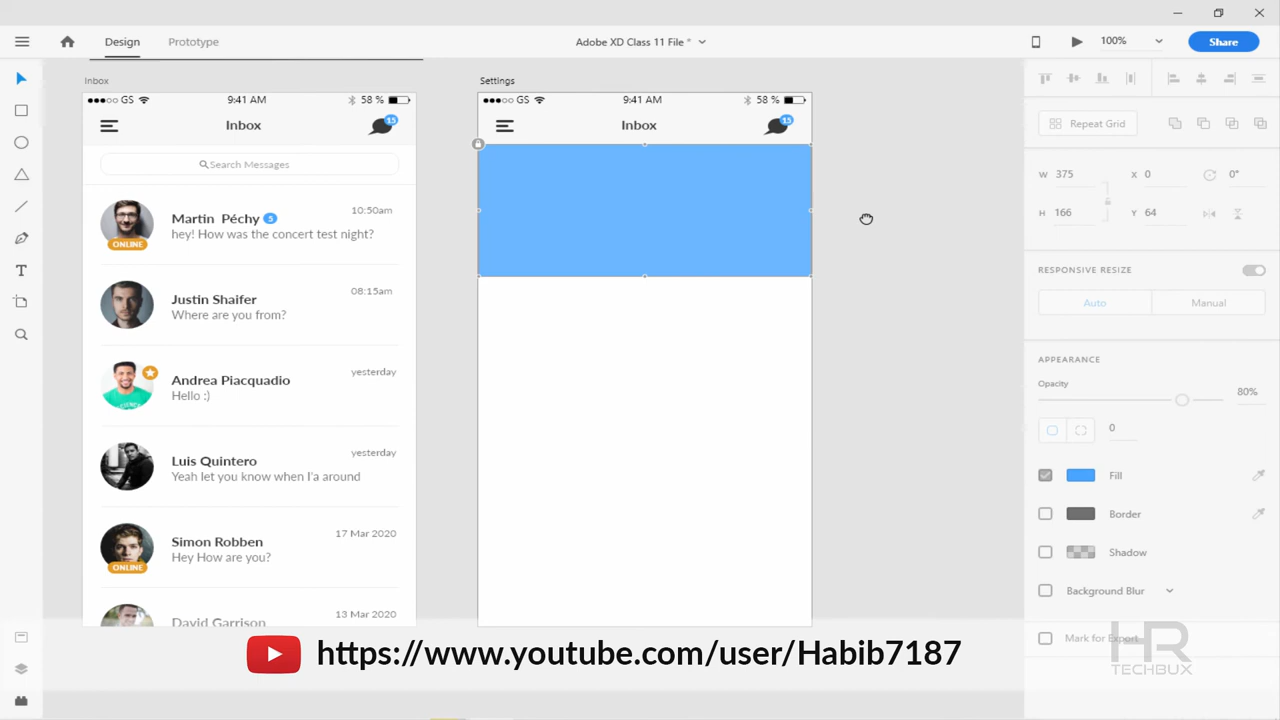 Design
Prototype
Adobe XD Class 11 File *
100%
Share
Inbox
GS
9:41 AM
58 %
Inbox
15
Search Messages
Martin Péchy 5
10:50am
hey! How was the concert test night?
ONLINE
Justin Shaifer
08:15am
Where are you from?
Andrea Piacquadio
yesterday
Hello :)
Luis Quintero
yesterday
Yeah let you know when I'a around
Simon Robben
17 Mar 2020
Hey How are you?
ONLINE
David Garrison
13 Mar 2020
Settings
GS
9:41 AM
58 %
Inbox
15
Repeat Grid
W 375
X 0
0°
H 166
Y 64
RESPONSIVE RESIZE
Auto
Manual
APPEARANCE
Opacity
80%
0
Fill
Border
Shadow
Background Blur
Mark for Export
HR
TECHBUX
https://www.youtube.com/user/Habib7187